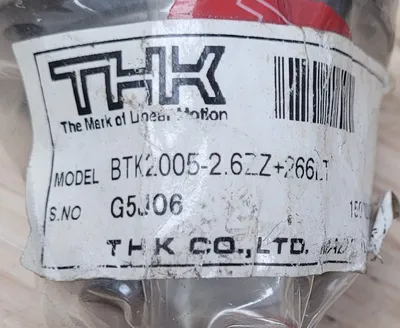 THK
The Mark of Linear Motion
MODEL BTK2005-2.6ZZ+266LT
S.NO G5J06
THK CO.,LTD.